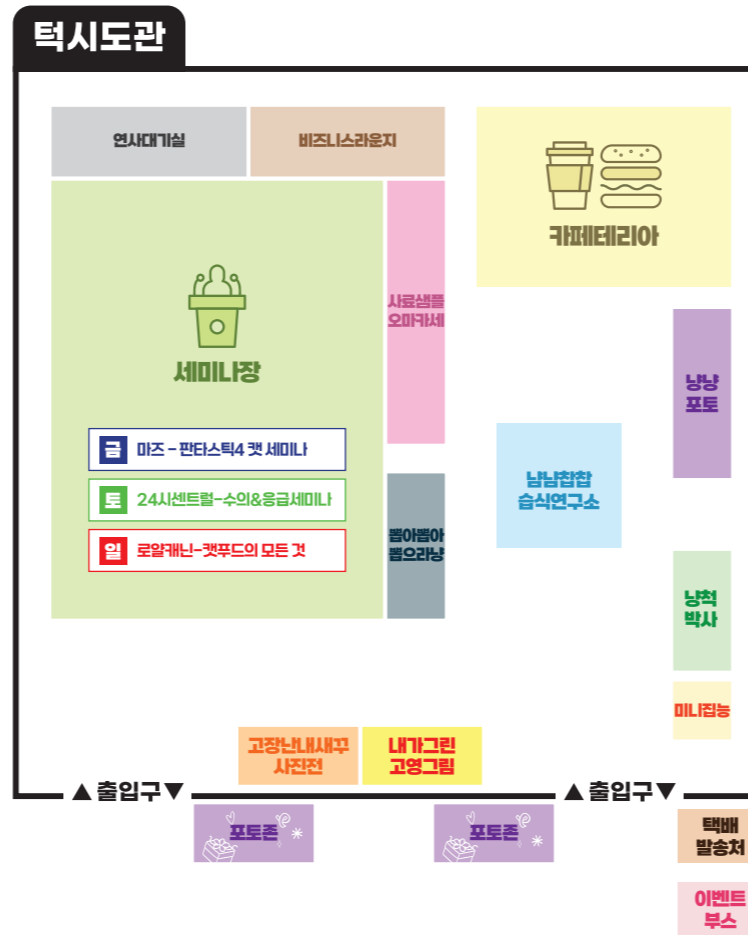 턱시도관
연사대기실
비즈니스라운지
카페테리아
사료샘플
오마카세
세미나장
금 마즈 - 판타스틱4 캣 세미나
토 24시센트럴-수의&응급세미나
일 로얄캐닌-캣푸드의 모든 것
냥냥
포토
냠냠찹찹
습식연구소
뽑아뽑아
뽑으라냥
냥척
박사
미니집능
고장난내새꾸
사진전
내가그린
고영그림
▲출입구▼
▲출입구▼
포토존
포토존
택배
발송처
이벤트
부스